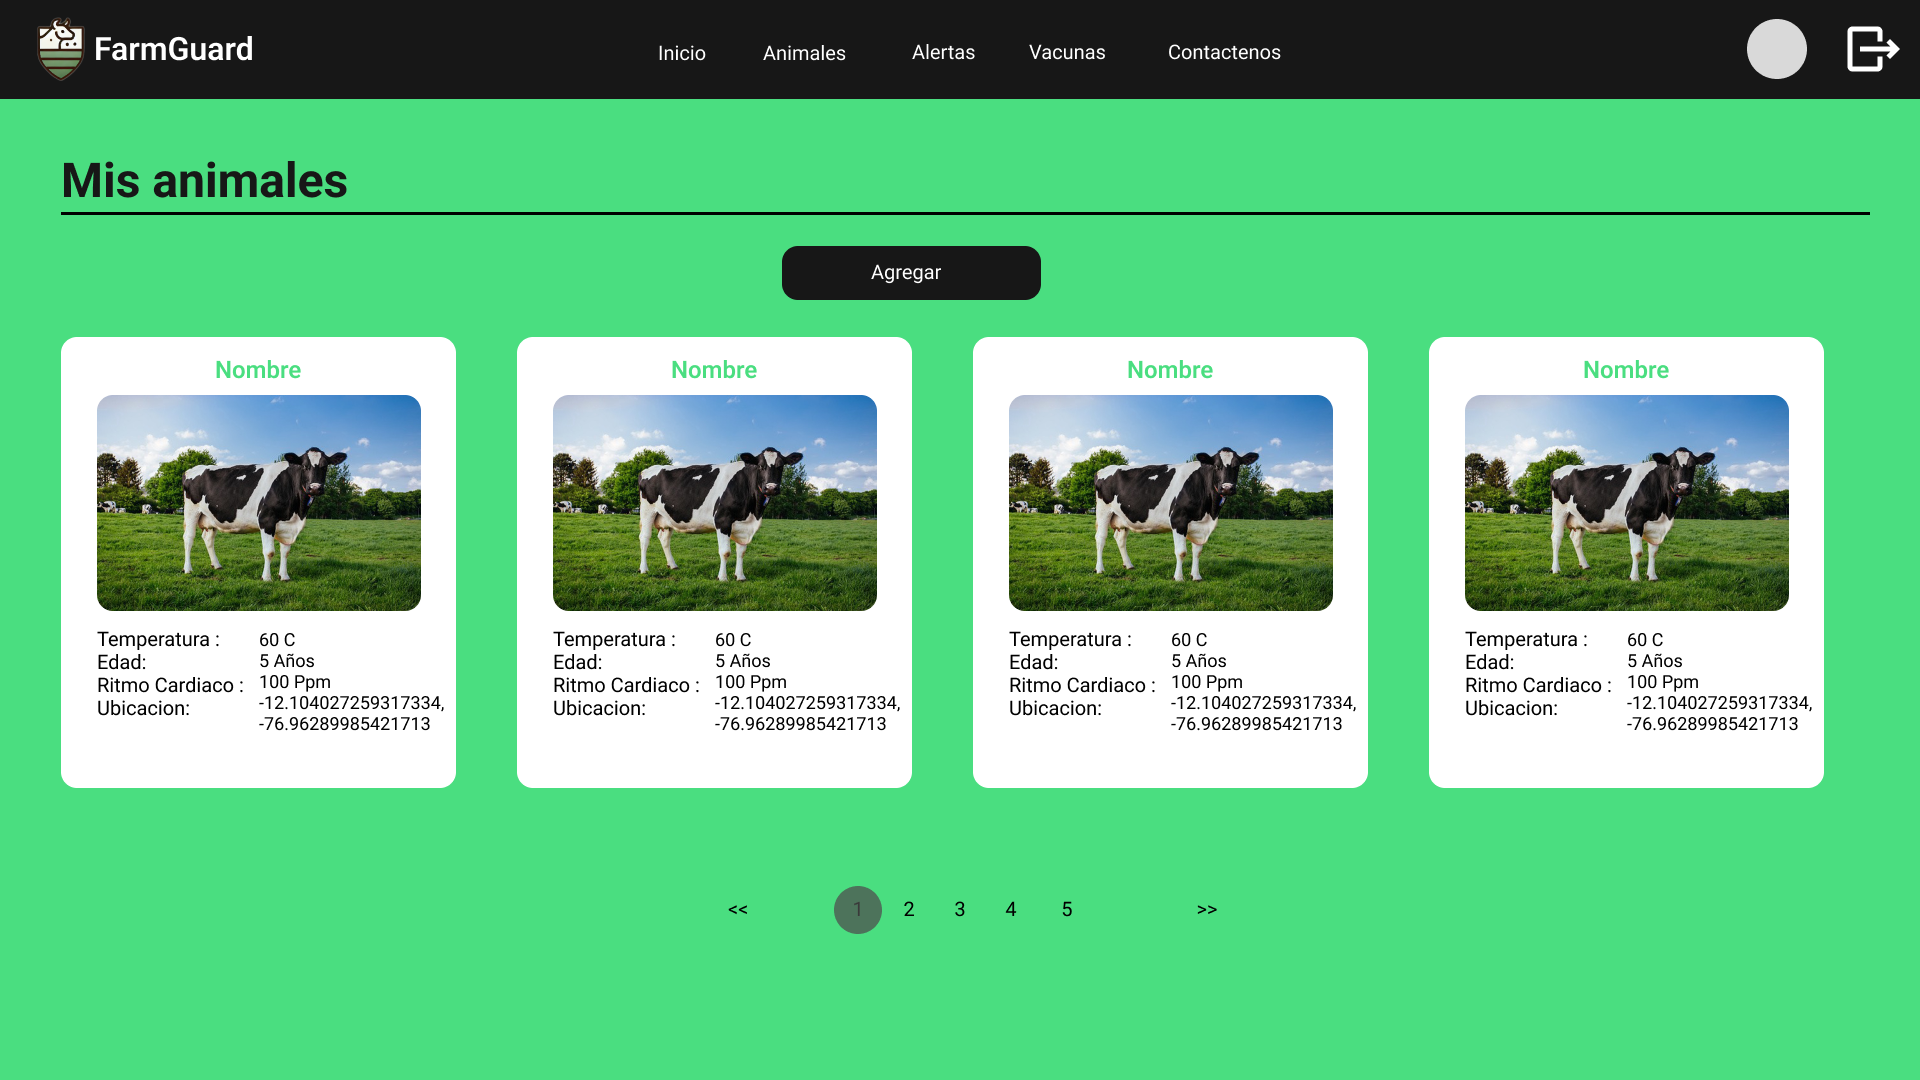 FarmGuard
Inicio
Animales
Alertas
Vacunas
Contactenos
Mis animales
Agregar
Nombre
Temperatura : 60 C
Edad: 5 Años
Ritmo Cardiaco : 100 Ppm
Ubicacion: -12.104027259317334,
-76.96289985421713
Nombre
Temperatura : 60 C
Edad: 5 Años
Ritmo Cardiaco : 100 Ppm
Ubicacion: -12.104027259317334,
-76.96289985421713
Nombre
Temperatura : 60 C
Edad: 5 Años
Ritmo Cardiaco : 100 Ppm
Ubicacion: -12.104027259317334,
-76.96289985421713
Nombre
Temperatura : 60 C
Edad: 5 Años
Ritmo Cardiaco : 100 Ppm
Ubicacion: -12.104027259317334,
-76.96289985421713
<< 1 2 3 4 5 >>